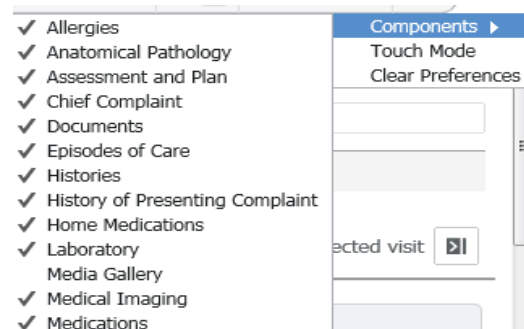 Allergies
Anatomical Pathology
Assessment and Plan
Chief Complaint
Documents
Episodes of Care
Histories
History of Presenting Complaint
Home Medications
Laboratory
Media Gallery
Medical Imaging
Medications
Components
Touch Mode
Clear Preferences
ected visit